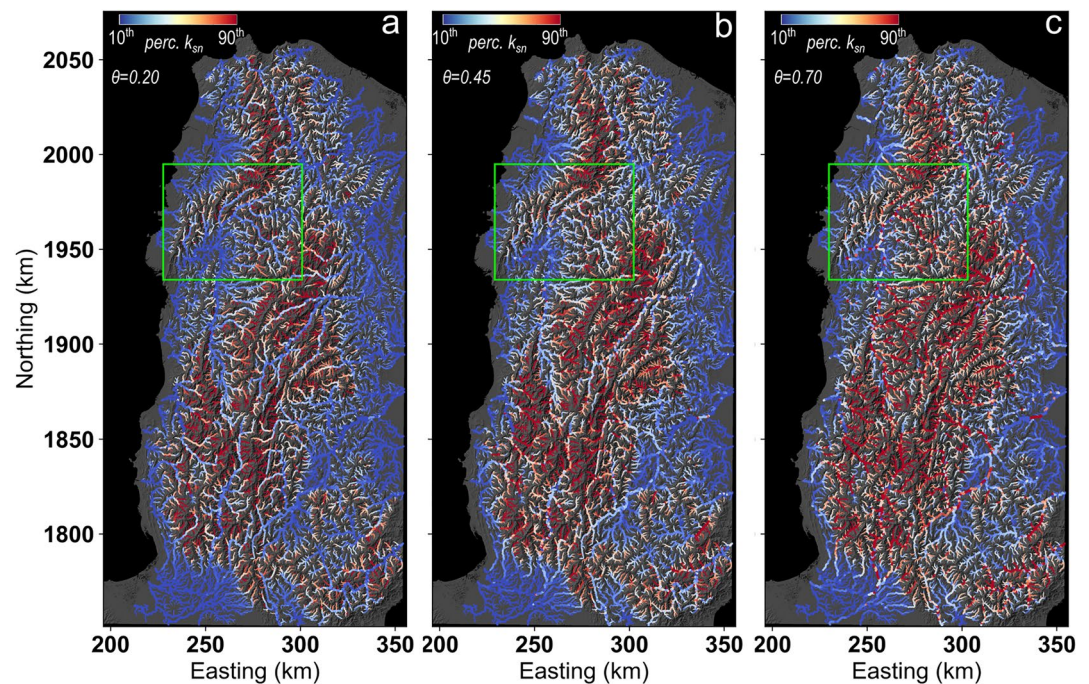 a
10th perc. ksn 90th
θ=0.20
b
10th perc. ksn 90th
θ=0.45
c
10th perc. ksn 90th
θ=0.70
Northing (km)
2050
2000
1950
1900
1850
1800
200 250 300 350
200 250 300 350
200 250 300 350
Easting (km)
Easting (km)
Easting (km)